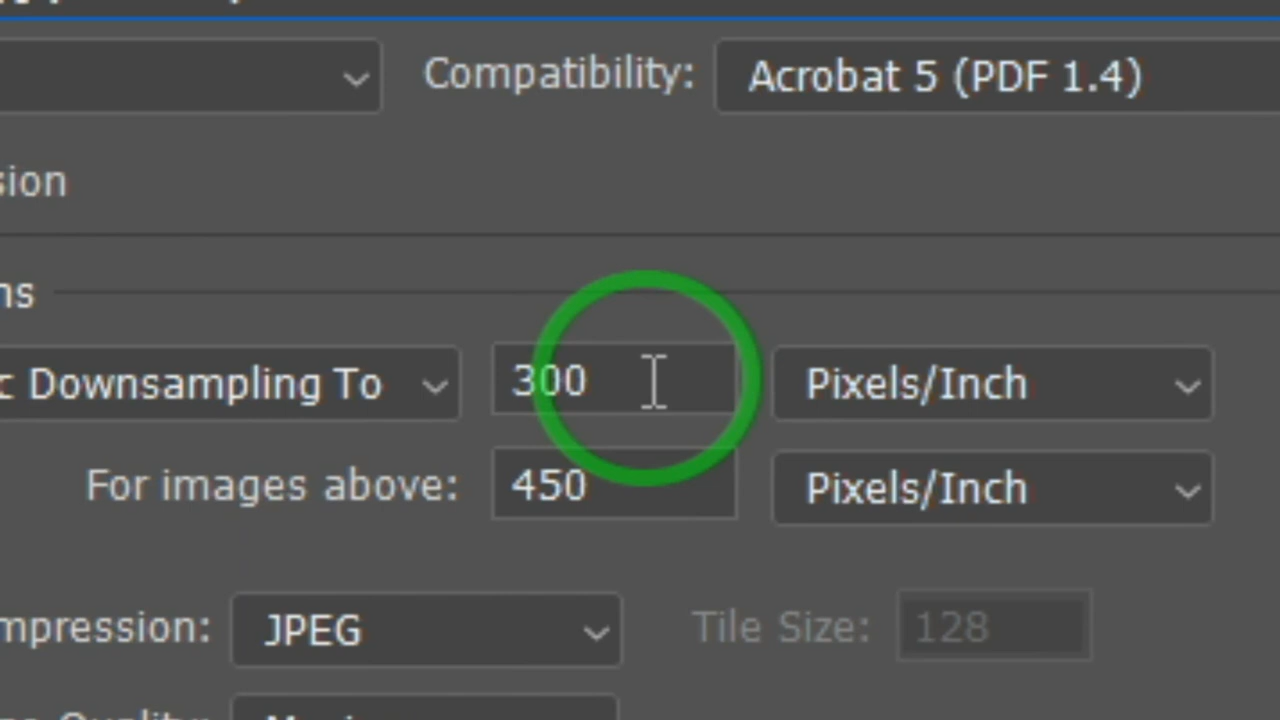 Compatibility: Acrobat 5 (PDF 1.4)
sion
ns
c Downsampling To 300 Pixels/Inch
For images above: 450 Pixels/Inch
mpression: JPEG Tile Size: 128